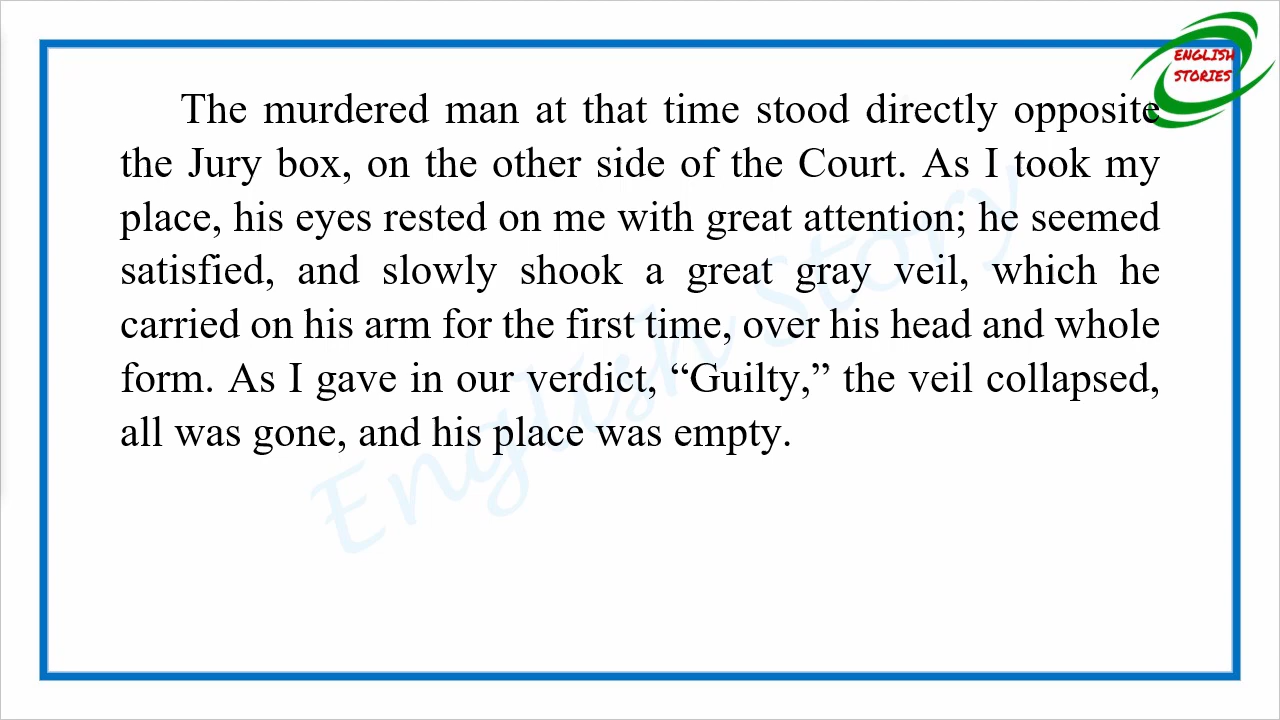 ENGLISH
STORIES
The murdered man at that time stood directly opposite
the Jury box, on the other side of the Court. As I took my
place, his eyes rested on me with great attention; he seemed
satisfied, and slowly shook a great gray veil, which he
carried on his arm for the first time, over his head and whole
form. As I gave in our verdict, “Guilty,” the veil collapsed,
all was gone, and his place was empty.
English Story